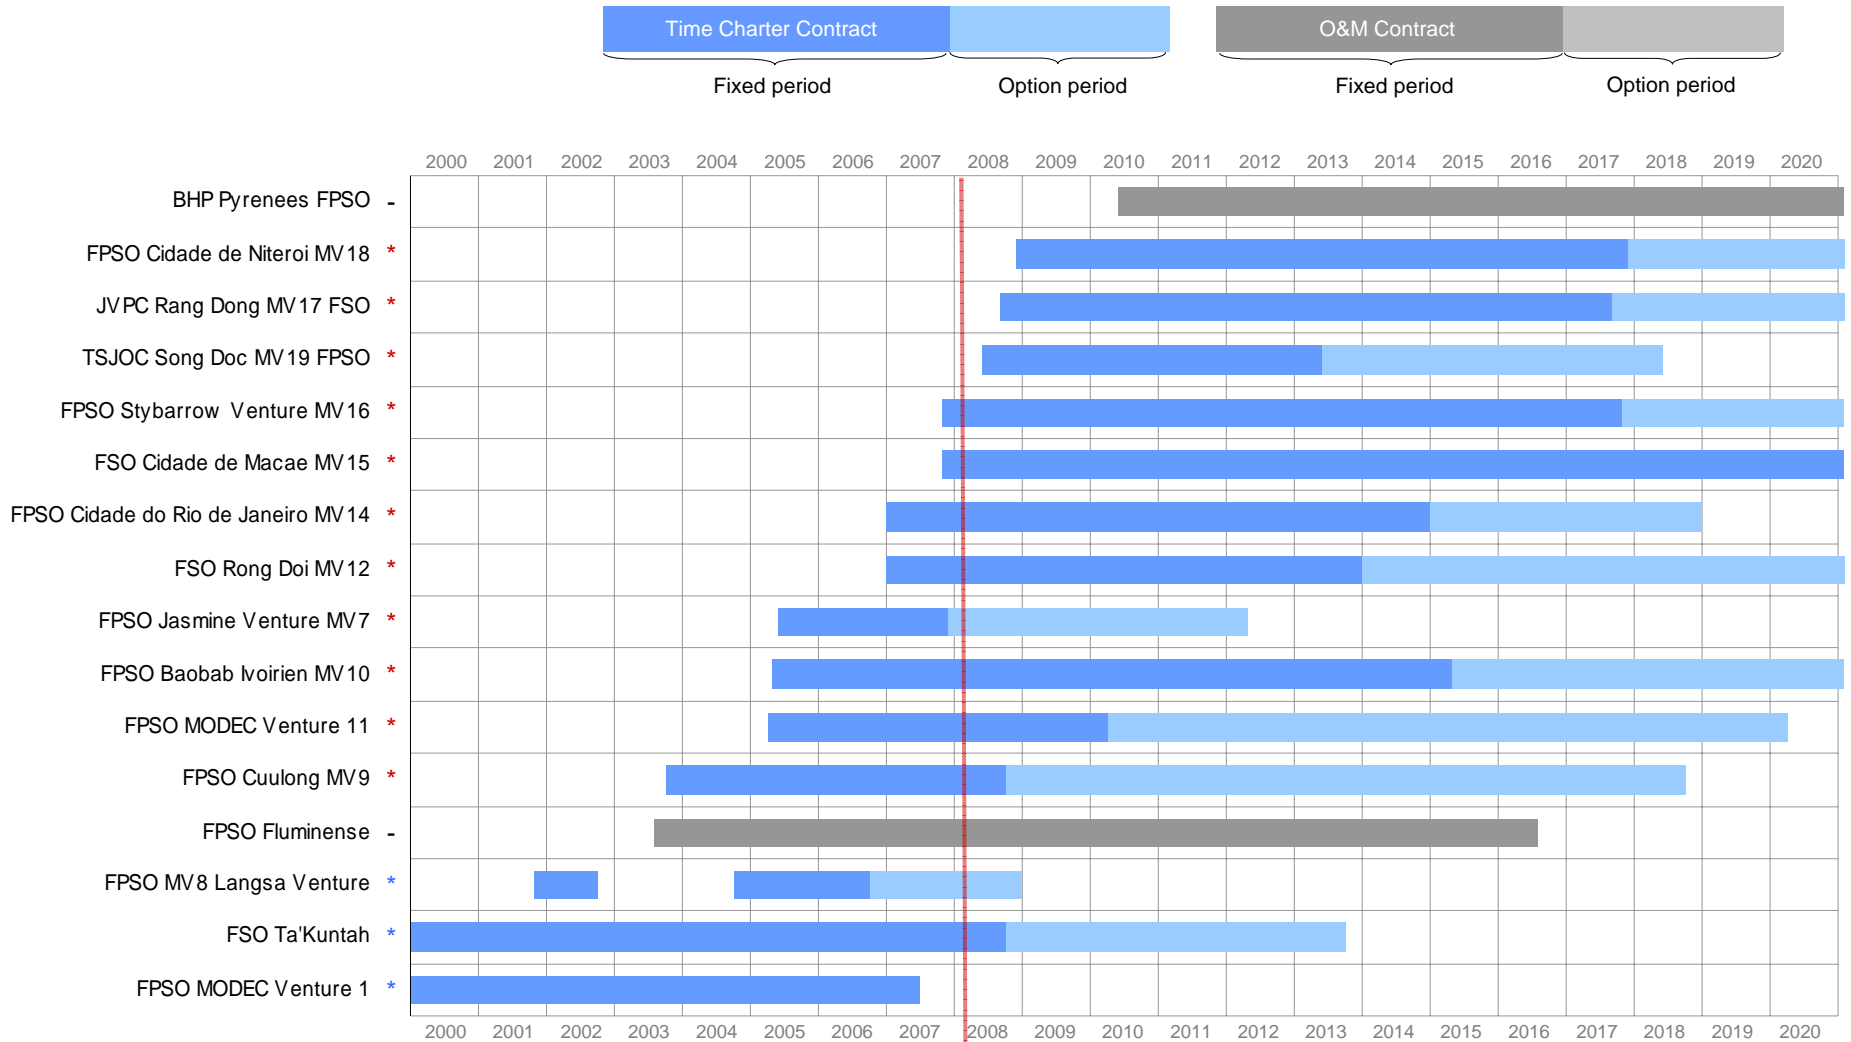 Time Charter Contract O&M Contract
Fixed period Option period Fixed period Option period
2000 2001 2002 2003 2004 2005 2006 2007 2008 2009 2010 2011 2012 2013 2014 2015 2016 2017 2018 2019 2020
BHP Pyrenees FPSO -
FPSO Cidade de Niteroi MV18 *
JVPC Rang Dong MV17 FSO *
TSJOC Song Doc MV19 FPSO *
FPSO Stybarrow Venture MV16 *
FSO Cidade de Macae MV15 *
FPSO Cidade do Rio de Janeiro MV14 *
FSO Rong Doi MV12 *
FPSO Jasmine Venture MV7 *
FPSO Baobab Ivoirien MV10 *
FPSO MODEC Venture 11 *
FPSO Cuulong MV9 *
FPSO Fluminense -
FPSO MV8 Langsa Venture *
FSO Ta'Kuntah *
FPSO MODEC Venture 1 *
2000 2001 2002 2003 2004 2005 2006 2007 2008 2009 2010 2011 2012 2013 2014 2015 2016 2017 2018 2019 2020